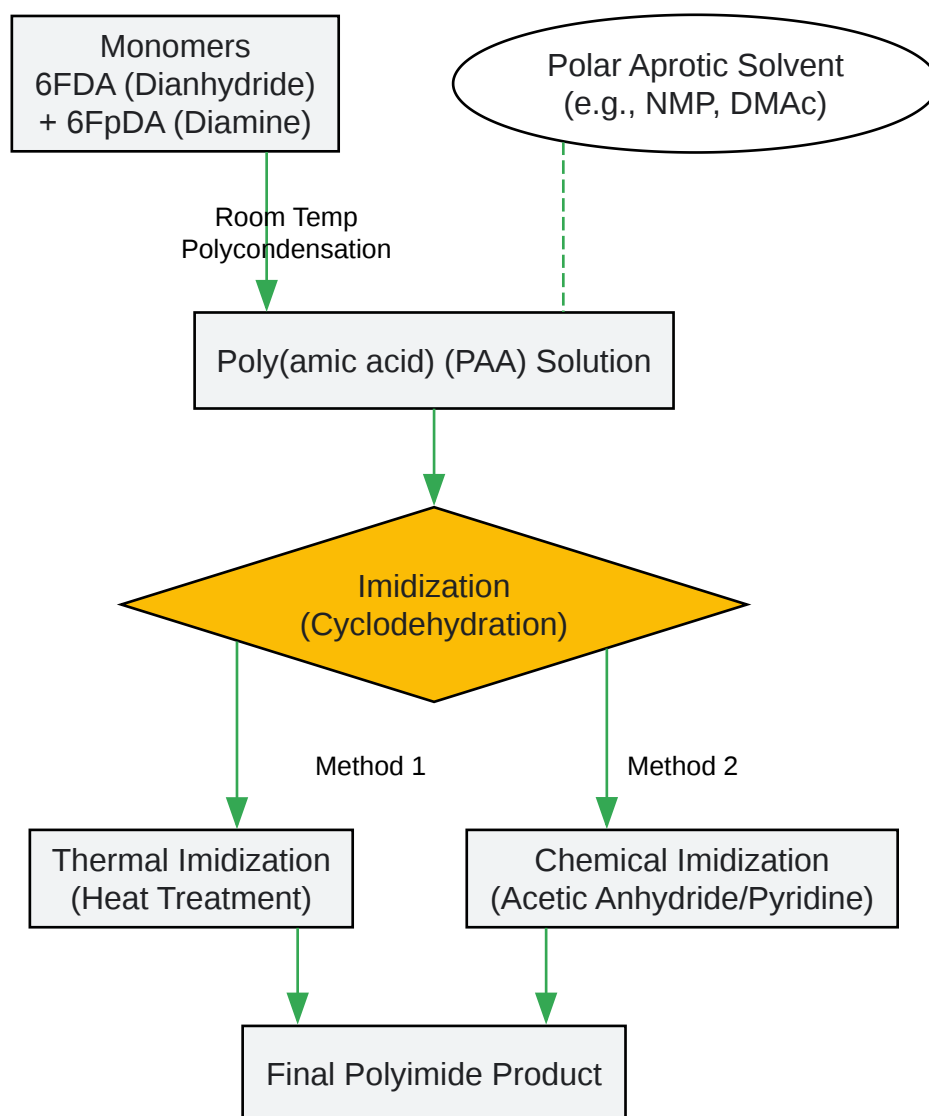 Monomers
6FDA (Dianhydride)
+ 6FpDA (Diamine)
Polar Aprotic Solvent
(e.g., NMP, DMAc)
Room Temp
Polycondensation
Poly(amic acid) (PAA) Solution
Imidization
(Cyclodehydration)
Method 1
Method 2
Thermal Imidization
(Heat Treatment)
Chemical Imidization
(Acetic Anhydride/Pyridine)
Final Polyimide Product